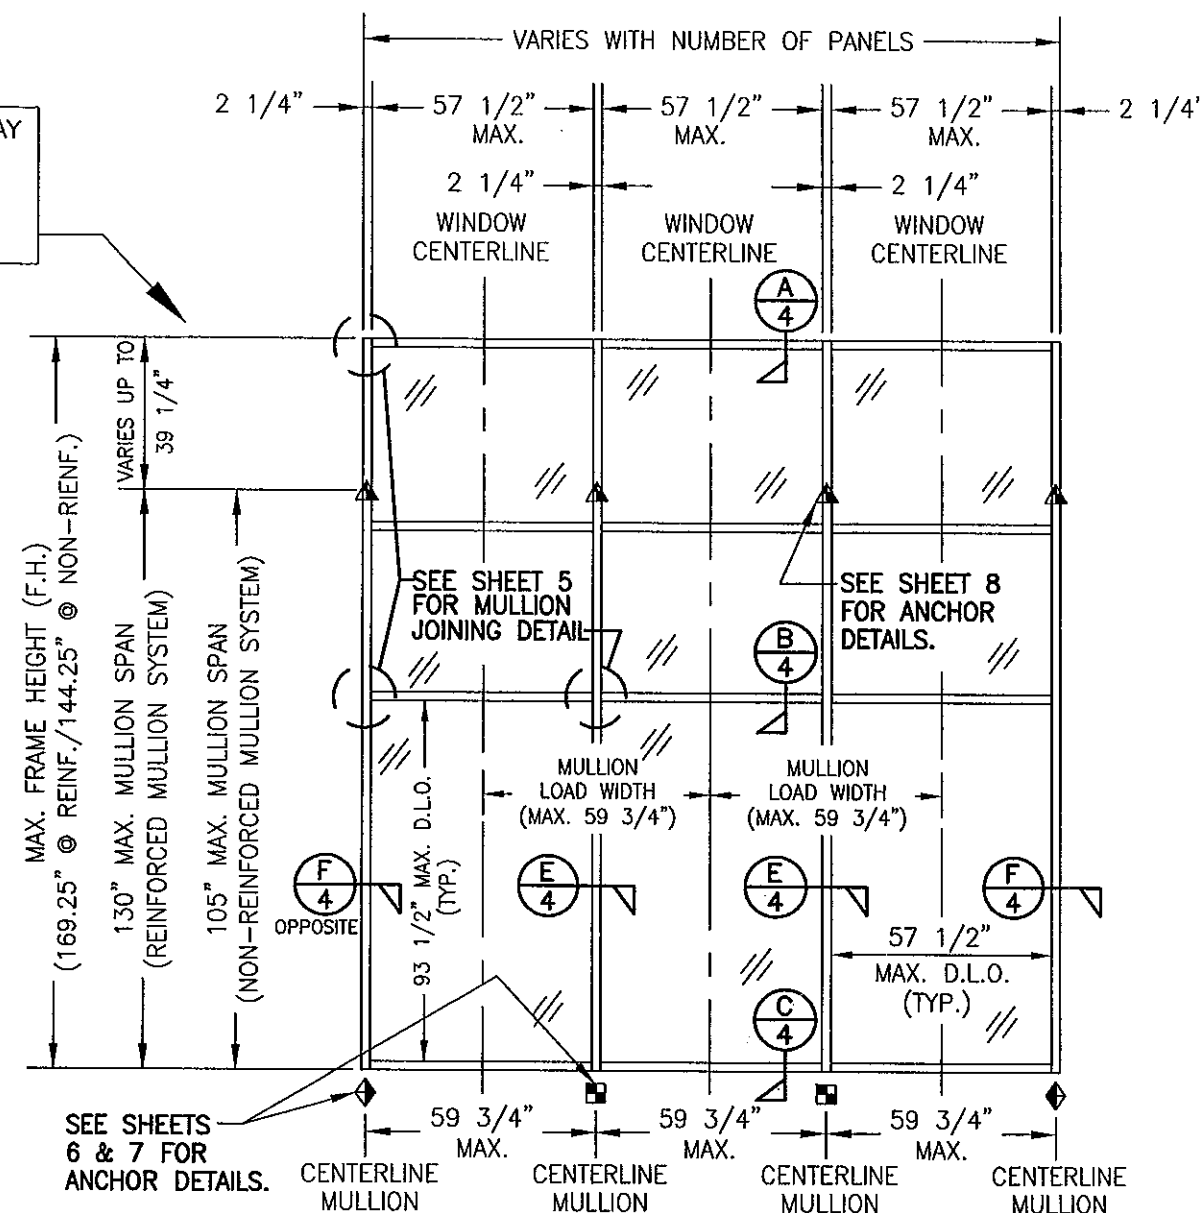 VARIES WITH NUMBER OF PANELS
2 1/4"
57 1/2"
MAX.
57 1/2"
MAX.
57 1/2"
MAX.
2 1/4'
AY
2 1/4"
2 1/4"
WINDOW
CENTERLINE
WINDOW
CENTERLINE
WINDOW
CENTERLINE
A
4
VARIES UP TO
39 1/4"
MAX. FRAME HEIGHT (F.H.)
(169.25" @ REINF./144.25" @ NON-RIENF.)
130" MAX. MULLION SPAN
(REINFORCED MULLION SYSTEM)
105" MAX. MULLION SPAN
(NON-REINFORCED MULLION SYSTEM)
SEE SHEET 5
FOR MULLION
JOINING DETAIL
SEE SHEET 8
FOR ANCHOR
DETAILS.
B
4
93 1/2" MAX. D.L.O.
(TYP.)
MULLION
LOAD WIDTH
(MAX. 59 3/4")
MULLION
LOAD WIDTH
(MAX. 59 3/4")
F
4
OPPOSITE
E
4
E
4
F
4
57 1/2"
MAX. D.L.O.
(TYP.)
C
4
SEE SHEETS
6 & 7 FOR
ANCHOR DETAILS.
59 3/4"
MAX.
59 3/4"
MAX.
59 3/4"
MAX.
CENTERLINE
MULLION
CENTERLINE
MULLION
CENTERLINE
MULLION
CENTERLINE
MULLION